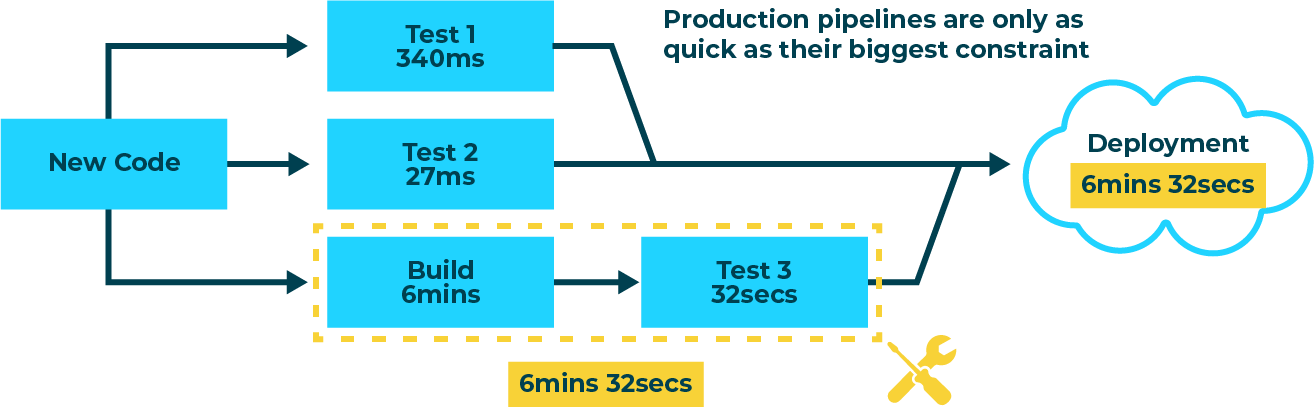 Production pipelines are only as
quick as their biggest constraint
New Code
Test 1
340ms
Test 2
27ms
Build
6mins
Test 3
32secs
6mins 32secs
Deployment
6mins 32secs